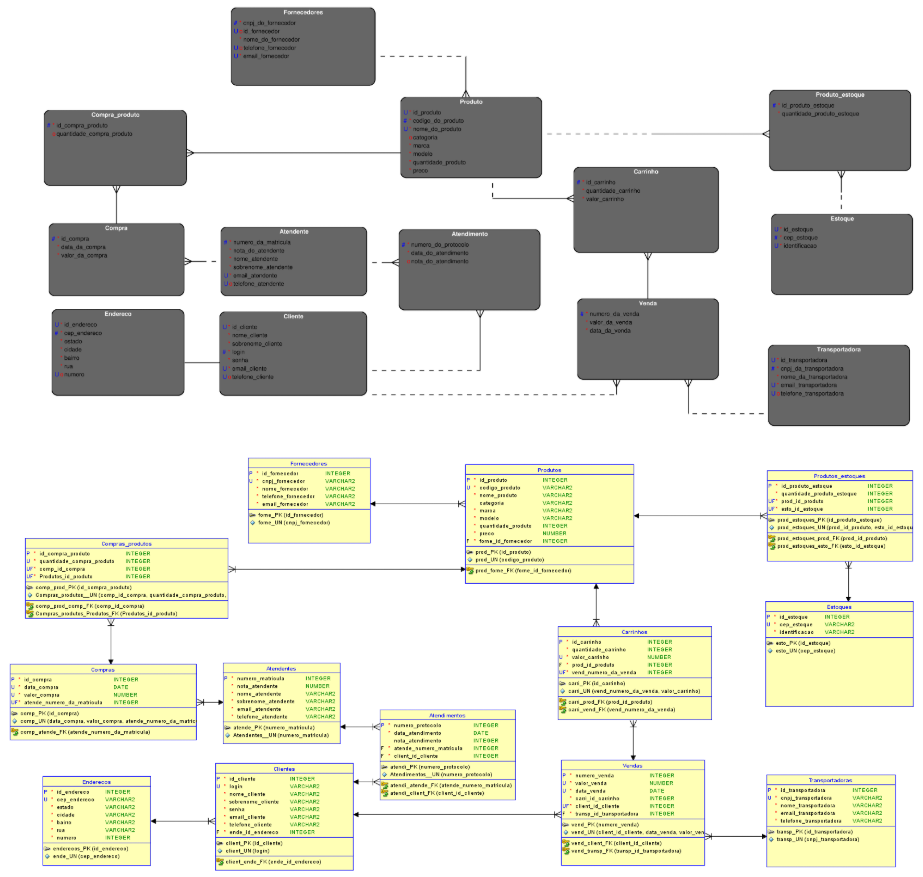 Fornecedores
# * cnpj_do_fornecedor
U o id_fornecedor
* nome_do_fornecedor
U o telefone_fornecedor
U * email_fornecedor
Produto
U * id_produto
# * codigo_do_produto
U * nome_do_produto
o categoria
* marca
* modelo
* quantidade_produto
* preco
Produto_estoque
# * id_produto_estoque
* quantidade_produto_estoque
Compra_produto
# * id_compra_produto
o quantidade_compra_produto
Carrinho
# * id_carrinho
* quantidade_carrinho
* valor_carrinho
Compra
# * id_compra
* data_da_compra
* valor_da_compra
Atendente
# * numero_da_matricula
* nota_do_atendente
* nome_atendente
* sobrenome_atendente
U * email_atendente
U * telefone_atendente
Atendimento
# * numero_do_protocolo
* data_do_atendimento
o nota_do_atendimento
Estoque
U * id_estoque
# * cep_estoque
U * identificacao
Endereco
U * id_endereco
# * cep_endereco
* estado
* cidade
* bairro
* rua
U o numero
Cliente
U * id_cliente
* nome_cliente
* sobrenome_cliente
# * login
* senha
U * email_cliente
U o telefone_cliente
Venda
# * numero_da_venda
* valor_da_venda
* data_da_venda
Transportadora
U * id_transportadora
# * cnpj_da_transportadora
* nome_da_transportadora
U * email_transportadora
U o telefone_transportadora
Fornecedores
P * id_fornecedor INTEGER
U * cnpj_fornecedor VARCHAR2
* nome_fornecedor VARCHAR2
* telefone_fornecedor VARCHAR2
* email_fornecedor VARCHAR2
forne_PK (id_fornecedor)
forne_UN (cnpj_fornecedor)
Produtos
P * id_produto INTEGER
U * codigo_produto VARCHAR2
* nome_produto VARCHAR2
categoria VARCHAR2
* marca VARCHAR2
* modelo VARCHAR2
* quantidade_produto INTEGER
* preco NUMBER
F * forne_id_fornecedor INTEGER
prod_PK (id_produto)
prod_UN (codigo_produto)
prod_forne_FK (forne_id_fornecedor)
Produtos_estoques
P * id_produto_estoque INTEGER
* quantidade_produto_estoque INTEGER
UF* prod_id_produto INTEGER
UF* esto_id_estoque INTEGER
prod_estoques_PK (id_produto_estoque)
prod_estoques_UN (prod_id_produto, esto_id_estoqu
prod_estoques_prod_FK (prod_id_produto)
prod_estoques_esto_FK (esto_id_estoque)
Compras_produtos
P * id_compra_produto INTEGER
U * quantidade_compra_produto INTEGER
UF* comp_id_compra INTEGER
UF* Produtos_id_produto INTEGER
comp_prod_PK (id_compra_produto)
Compras_produtos__UN (comp_id_compra, quantidade_compra_produto,
comp_prod_comp_FK (comp_id_compra)
Compras_produtos_Produtos_FK (Produtos_id_produto)
Estoques
P * id_estoque INTEGER
U * cep_estoque VARCHAR2
* identificacao VARCHAR2
esto_PK (id_estoque)
esto_UN (cep_estoque)
Carrinhos
P * id_carrinho INTEGER
* quantidade_carrinho INTEGER
U * valor_carrinho NUMBER
F * prod_id_produto INTEGER
UF* vend_numero_da_venda INTEGER
carri_PK (id_carrinho)
carri_UN (vend_numero_da_venda, valor_carrinho)
carri_prod_FK (prod_id_produto)
carri_vend_FK (vend_numero_da_venda)
Compras
P * id_compra INTEGER
U * data_compra DATE
U * valor_compra NUMBER
UF* atende_numero_da_matricula INTEGER
comp_PK (id_compra)
comp_UN (data_compra, valor_compra, atende_numero_da_matric
comp_atende_FK (atende_numero_da_matricula)
Atendentes
P * numero_matricula INTEGER
* nota_atendente NUMBER
* nome_atendente VARCHAR2
* sobrenome_atendente VARCHAR2
* email_atendente VARCHAR2
* telefone_atendente VARCHAR2
atende_PK (numero_matricula)
Atendentes__UN (numero_matricula)
Atendimentos
P * numero_protocolo INTEGER
* data_atendimento DATE
nota_atendimento INTEGER
F * atende_numero_matricula INTEGER
F * client_id_cliente INTEGER
atendi_PK (numero_protocolo)
Atendimentos__UN (numero_protocolo)
atendi_atende_FK (atende_numero_matricula)
atendi_client_FK (client_id_cliente)
Enderecos
P * id_endereco INTEGER
U * cep_endereco VARCHAR2
* estado VARCHAR2
* cidade VARCHAR2
* bairro VARCHAR2
* rua VARCHAR2
* numero INTEGER
enderecos_PK (id_endereco)
ende_UN (cep_endereco)
Clientes
P * id_cliente INTEGER
U * login VARCHAR2
* nome_cliente VARCHAR2
* sobrenome_cliente VARCHAR2
* senha VARCHAR2
* email_cliente VARCHAR2
* telefone_cliente VARCHAR2
F * ende_id_endereco INTEGER
client_PK (id_cliente)
client_UN (login)
client_ende_FK (ende_id_endereco)
Vendas
P * numero_venda INTEGER
U * valor_venda NUMBER
U * data_venda DATE
* carri_id_carrinho INTEGER
UF* client_id_cliente INTEGER
F * transp_id_transportadora INTEGER
vend_PK (numero_venda)
vend_UN (client_id_cliente, data_venda, valor_ven
vend_client_FK (client_id_cliente)
vend_transp_FK (id_transportadora)
Transportadoras
P * id_transportadora INTEGER
U * cnpj_transportadora VARCHAR2
* nome_transportadora VARCHAR2
* email_transportadora VARCHAR2
* telefone_transportadora VARCHAR2
transp_PK (id_transportadora)
transp_UN (cnpj_transportadora)